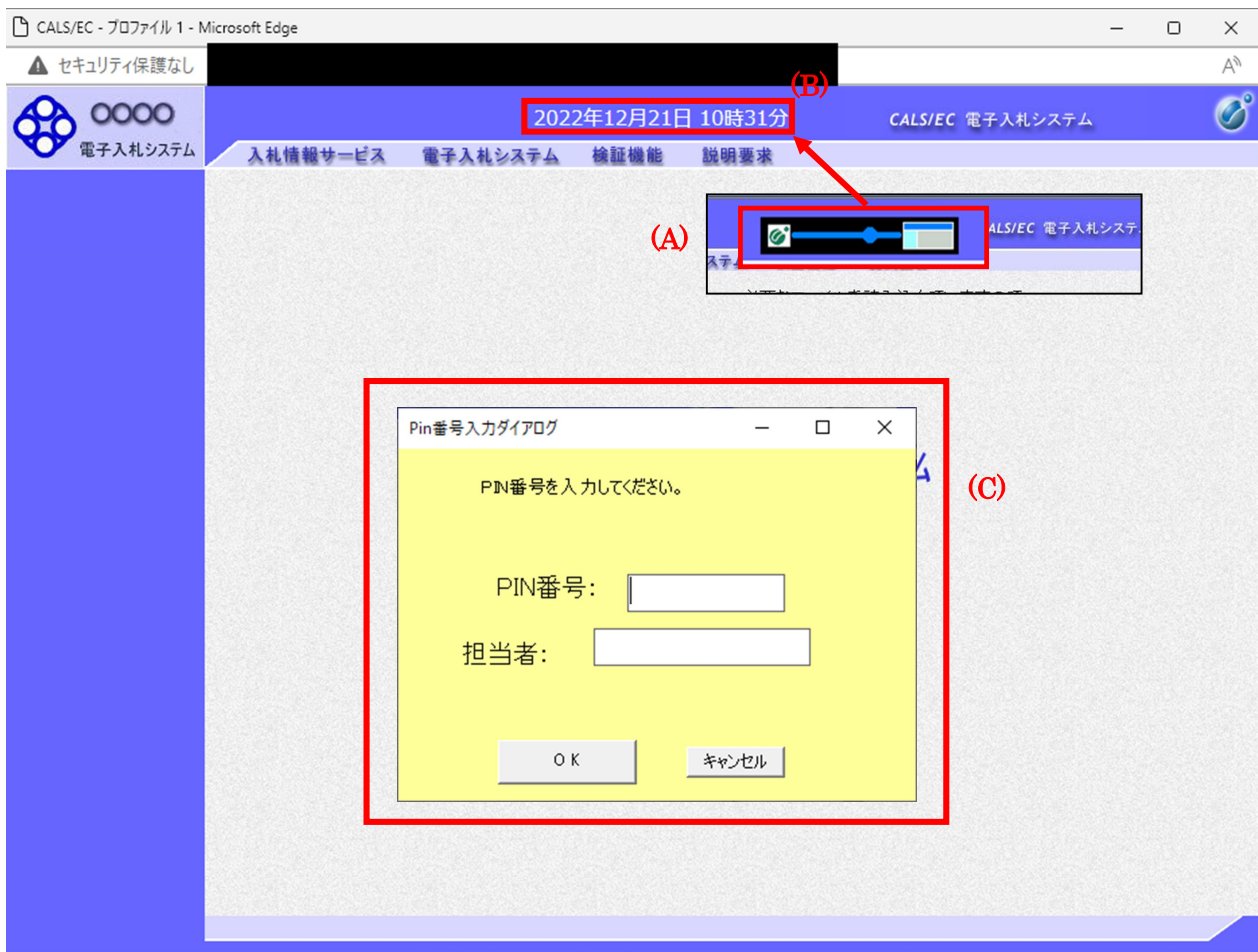 CALS/EC - プロファイル 1 - Microsoft Edge
セキュリティ保護なし
(B)
OOOO
電子入札システム
2022年12月21日 10時31分
CALS/EC 電子入札システム
入札情報サービス 電子入札システム 検証機能 説明要求
(A)
ALS/EC 電子入札システ
ステ
Pin番号入力ダイアログ
PIN番号を入力してください。
(C)
PIN番号:
担当者:
OK キャンセル